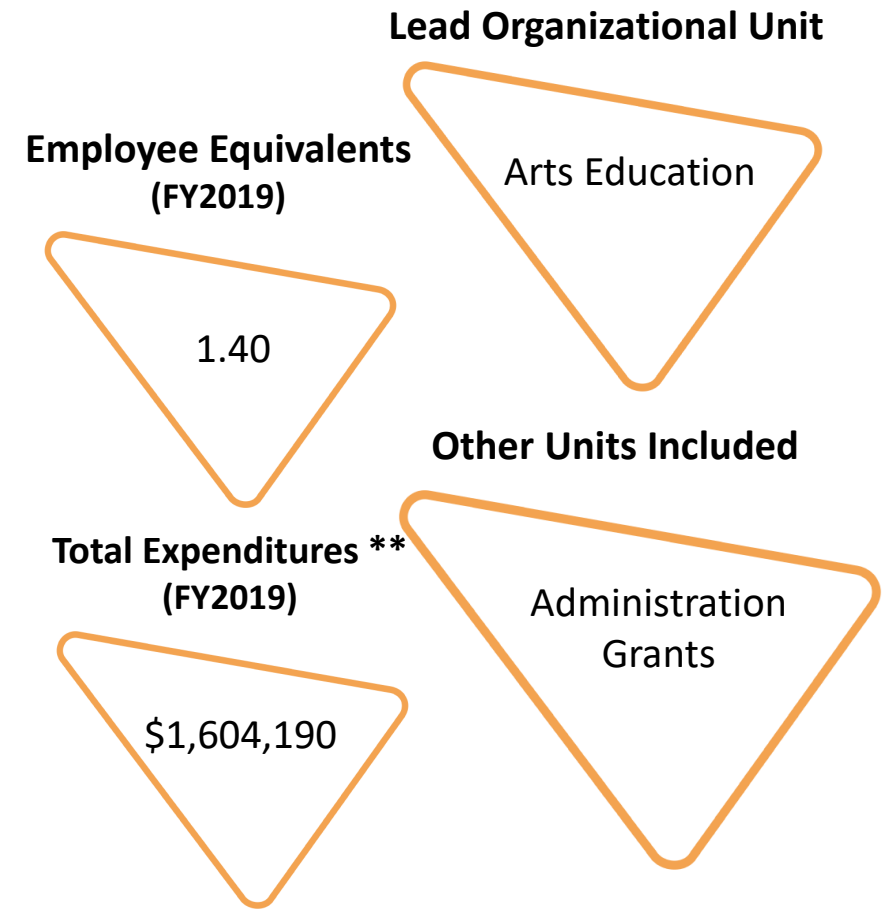 Lead Organizational Unit
Arts Education
Employee Equivalents
(FY2019)
1.40
Other Units Included
Administration
Grants
Total Expenditures **
(FY2019)
$1,604,190